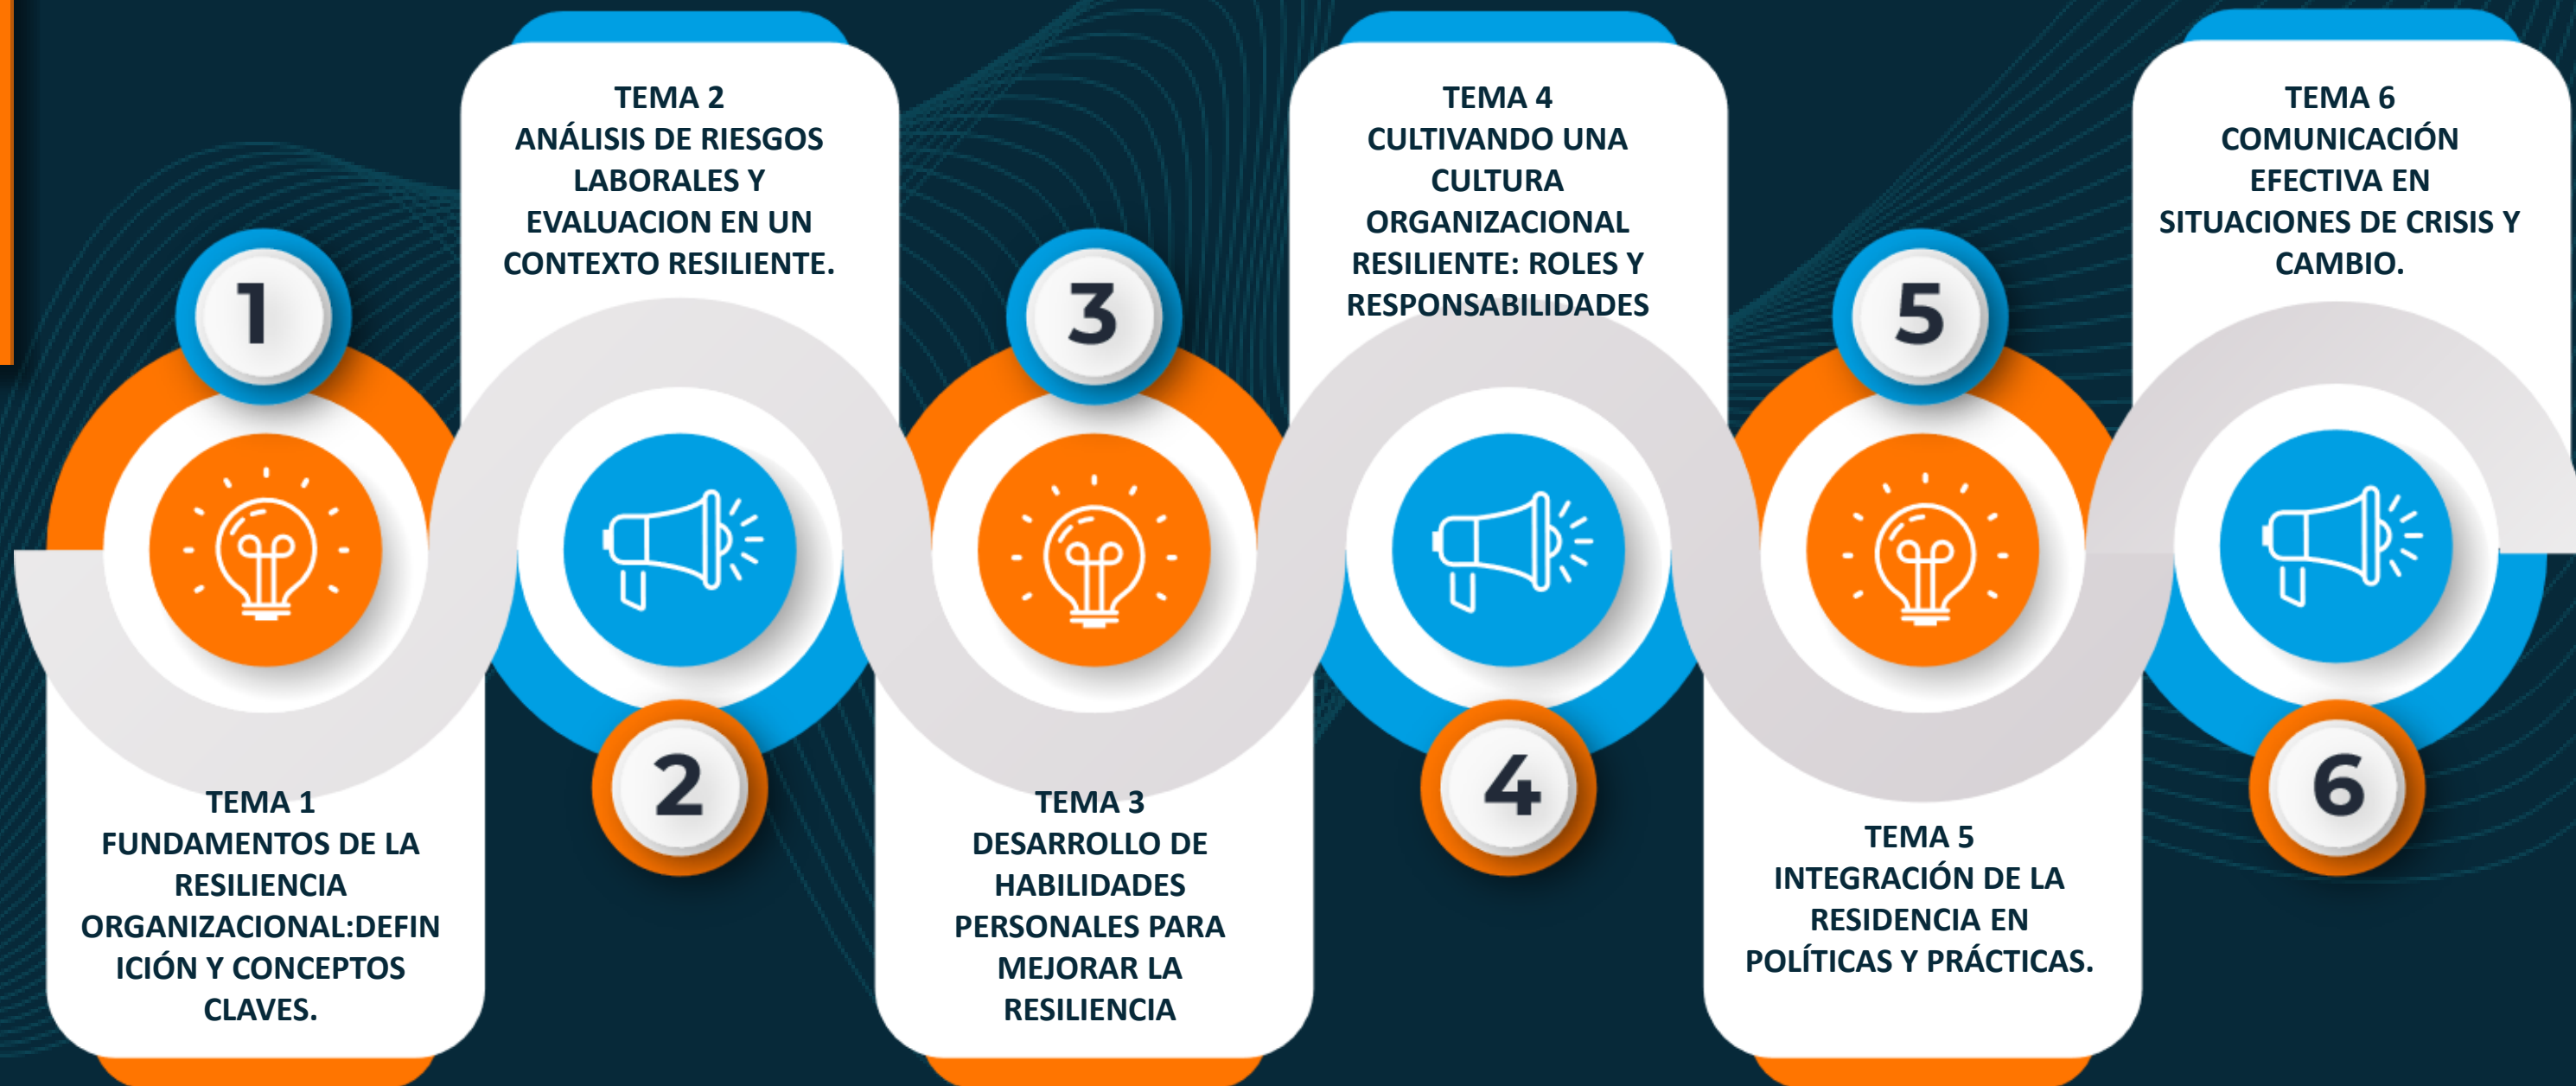 1
TEMA 1
FUNDAMENTOS DE LA
RESILIENCIA
ORGANIZACIONAL:DEFIN
ICIÓN Y CONCEPTOS
CLAVES.
TEMA 2
ANÁLISIS DE RIESGOS
LABORALES Y
EVALUACION EN UN
CONTEXTO RESILIENTE.
2
3
TEMA 3
DESARROLLO DE
HABILIDADES
PERSONALES PARA
MEJORAR LA
RESILIENCIA
TEMA 4
CULTIVANDO UNA
CULTURA
ORGANIZACIONAL
RESILIENTE: ROLES Y
RESPONSABILIDADES
4
5
TEMA 5
INTEGRACIÓN DE LA
RESIDENCIA EN
POLÍTICAS Y PRÁCTICAS.
TEMA 6
COMUNICACIÓN
EFECTIVA EN
SITUACIONES DE CRISIS Y
CAMBIO.
6